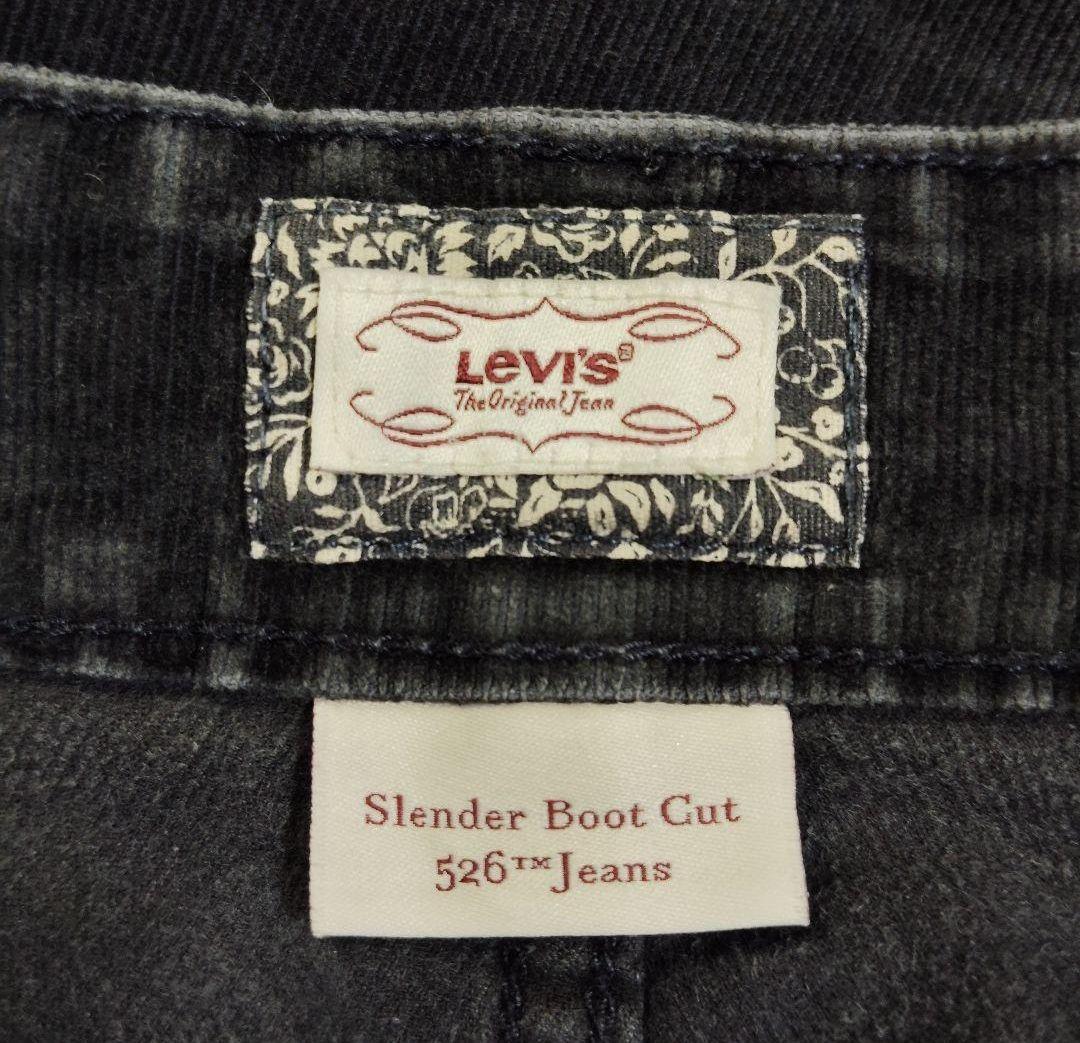 Levi's®
The Original Jean
Slender Boot Cut
526™ Jeans